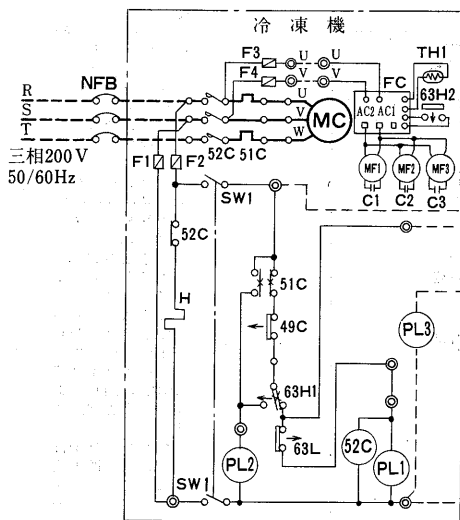 冷凍機
F3 U U TH1
F4 V V FC 63H2
NFB
R
S
T
U
V
W
MC
AC2 AC1
三相200V
50/60Hz
F1 F2
52C 51C
MF1 MF2 MF3
C1 C2 C3
SW1
52C
51C
H
49C
PL3
63H1
63L
52C
PL2
PL1
SW1